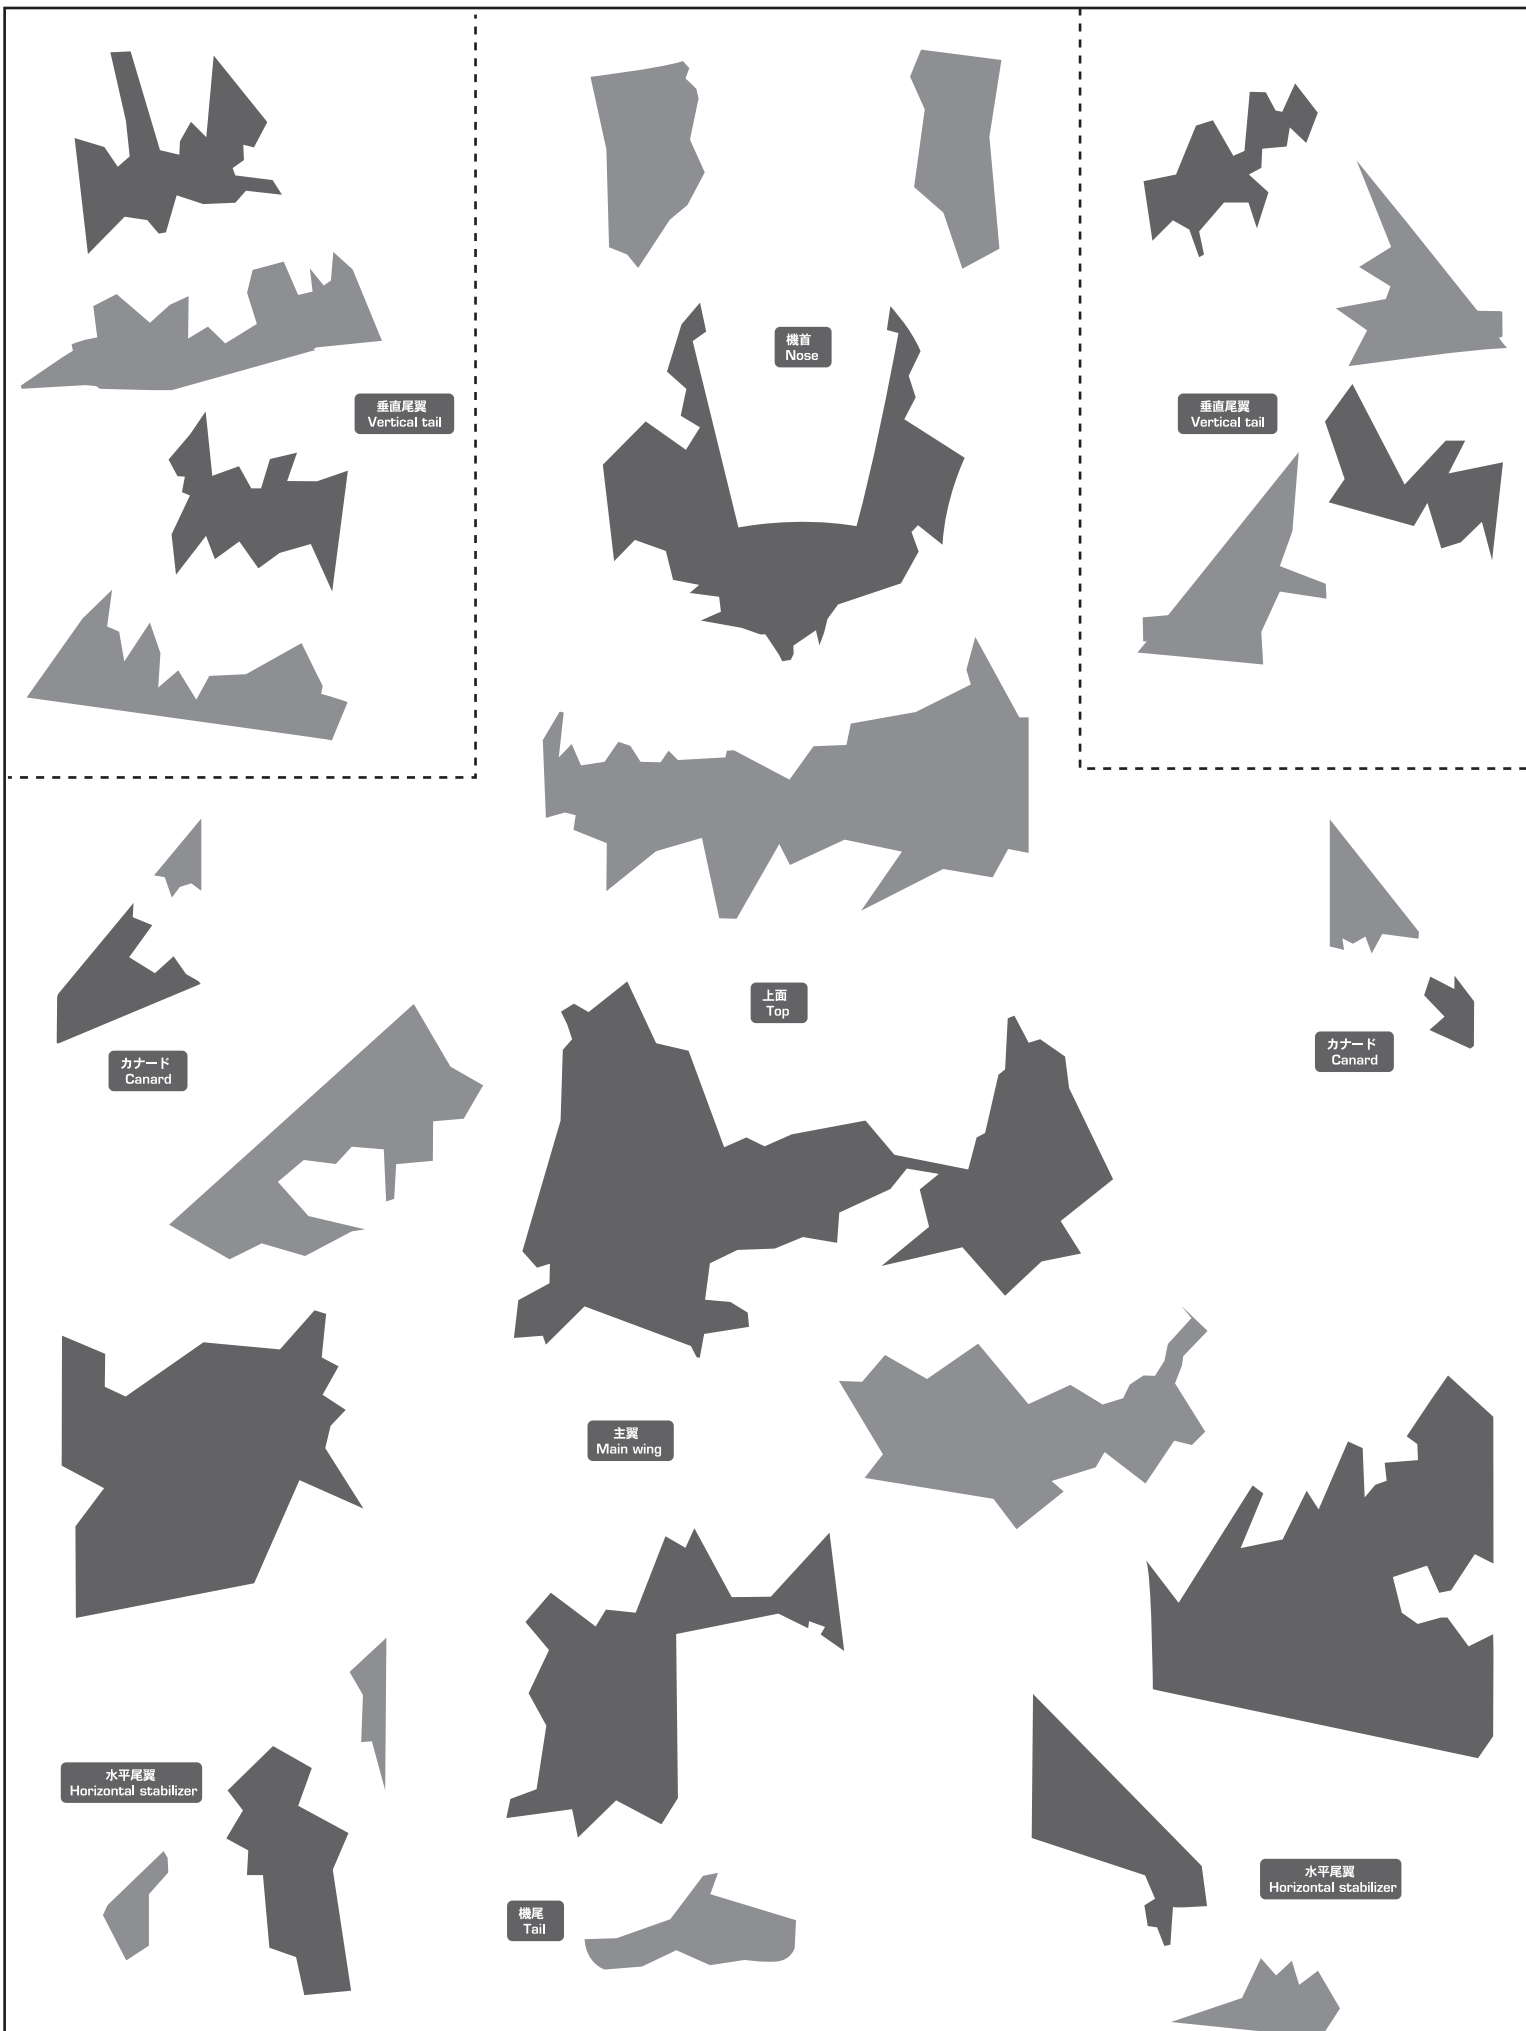 機首
Nose
垂直尾翼
Vertical tail
垂直尾翼
Vertical tail
上面
Top
カナード
Canard
カナード
Canard
主翼
Main wing
水平尾翼
Horizontal stabilizer
水平尾翼
Horizontal stabilizer
機尾
Tail